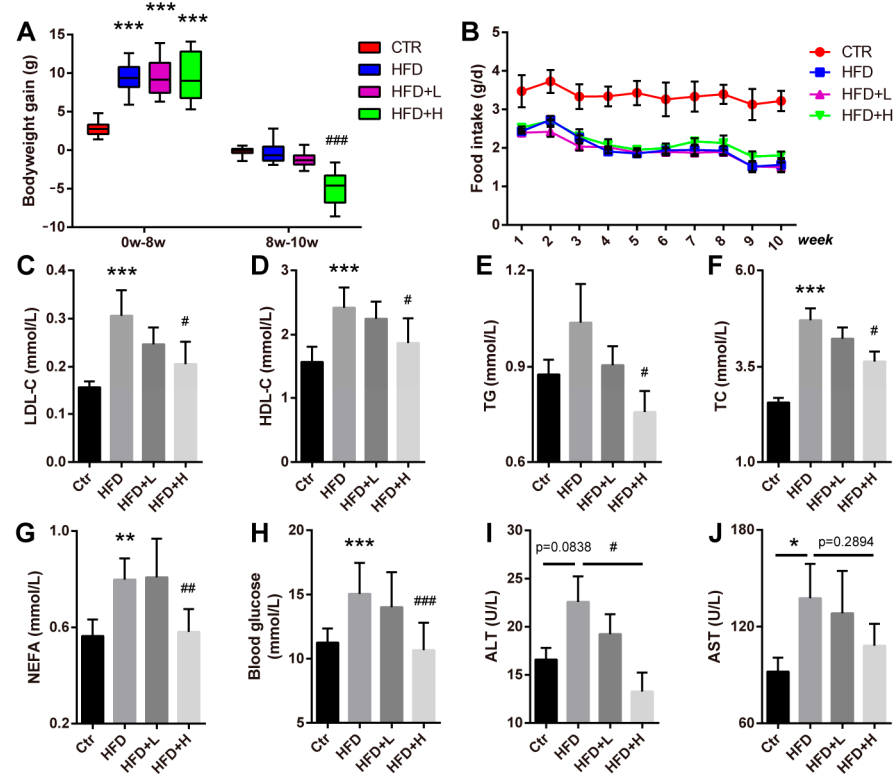 A
Bodyweight gain (g)
15
10
5
0
−5
−10
***
***
***
###
0w-8w
8w-10w
CTR
HFD
HFD+L
HFD+H
B
Food intake (g/d)
5
4
3
2
1
0
1 2 3 4 5 6 7 8 9 10 week
CTR
HFD
HFD+L
HFD+H
C
LDL-C (mmol/L)
0.4
0.3
0.2
0.1
0.0
***
#
Ctr HFD HFD+L HFD+H
D
HDL-C (mmol/L)
3
2
1
0
***
#
Ctr HFD HFD+L HFD+H
E
TG (mmol/L)
1.2
0.9
0.6
#
Ctr HFD HFD+L HFD+H
F
TC (mmol/L)
6.0
3.5
1.0
***
#
Ctr HFD HFD+L HFD+H
G
NEFA (mmol/L)
1.0
0.6
0.2
**
##
Ctr HFD HFD+L HFD+H
H
Blood glucose
(mmol/L)
20
15
10
5
***
###
Ctr HFD HFD+L HFD+H
I
ALT (U/L)
30
25
20
15
10
p=0.0838
#
Ctr HFD HFD+L HFD+H
J
AST (U/L)
180
120
60
*
p=0.2894
Ctr HFD HFD+L HFD+H